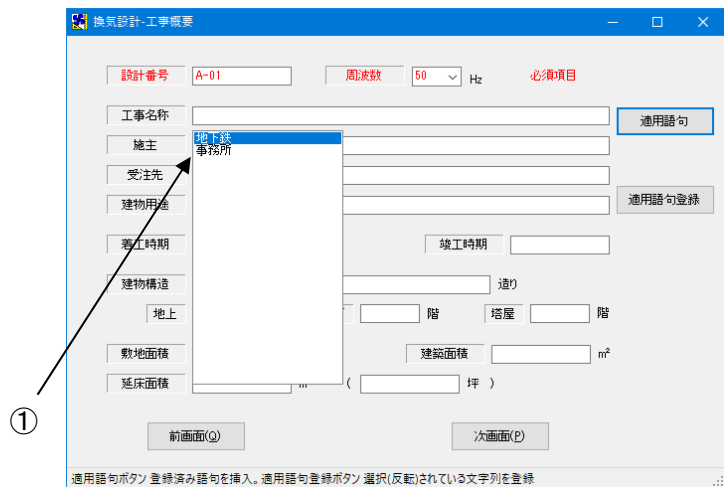 換気設計-工事概要
設計番号 A-01 周波数 50 Hz 必須項目
工事名称 適用語句
地下鉄
施主 事務所
受注先
建物用途 適用語句登録
着工時期 竣工時期
建物構造 造り
地上 階 塔屋 階
敷地面積 建築面積 m²
延床面積 ( 坪 )
①
前画面(Q) 次画面(P)
適用語句ボタン 登録済み語句を挿入。適用語句登録ボタン 選択(反転)されている文字列を登録